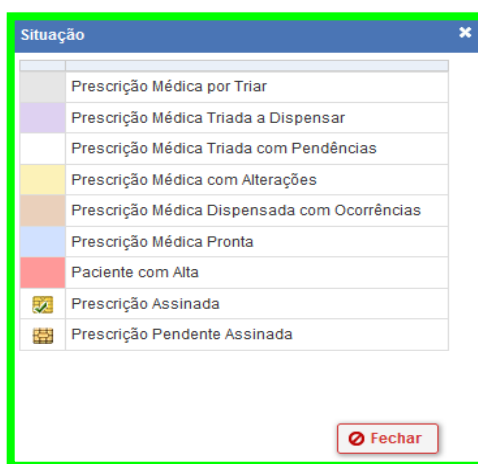 Situação
Prescrição Médica por Triar
Prescrição Médica Triada a Dispensar
Prescrição Médica Triada com Pendências
Prescrição Médica com Alterações
Prescrição Médica Dispensada com Ocorrências
Prescrição Médica Pronta
Paciente com Alta
Prescrição Assinada
Prescrição Pendente Assinada
Fechar